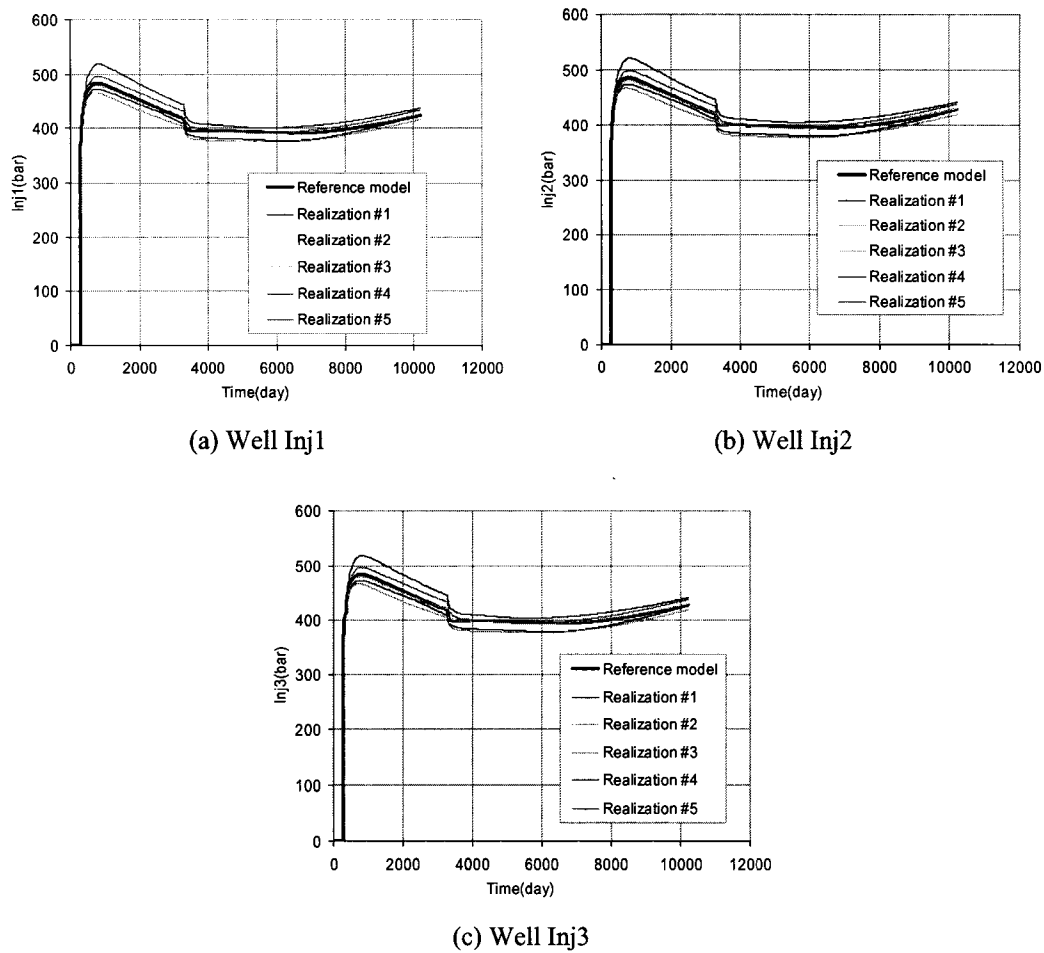 600
500
400
300
200
100
0
Inj1(bar)
Reference model
Realization #1
Realization #2
Realization #3
Realization #4
Realization #5
0 2000 4000 6000 8000 10000 12000
Time(day)
(a) Well Inj1
600
500
400
300
200
100
0
Inj2(bar)
Reference model
Realization #1
Realization #2
Realization #3
Realization #4
Realization #5
0 2000 4000 6000 8000 10000 12000
Time(day)
(b) Well Inj2
600
500
400
300
200
100
0
Inj3(bar)
Reference model
Realization #1
Realization #2
Realization #3
Realization #4
Realization #5
0 2000 4000 6000 8000 10000 12000
Time(day)
(c) Well Inj3